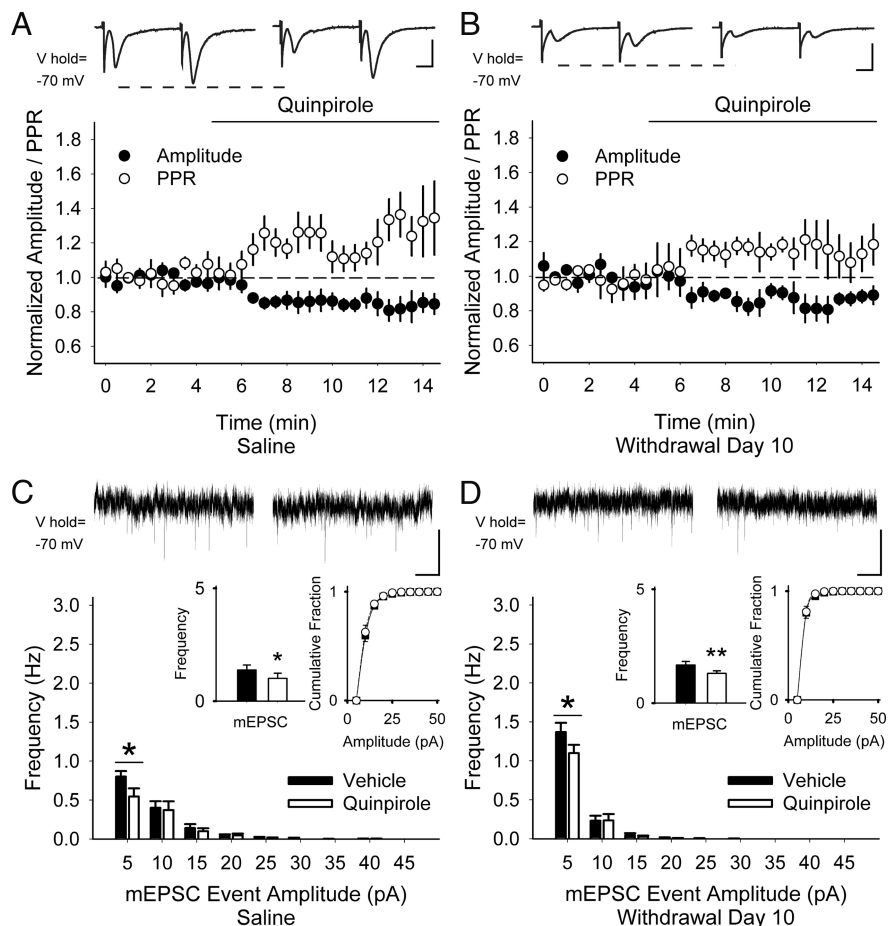 A
V hold=
-70 mV
Quinpirole
Normalized Amplitude / PPR
1.8
1.6
1.4
1.2
1.0
0.8
0.6
Amplitude
PPR
0 2 4 6 8 10 12 14
Time (min)
Saline
B
V hold=
-70 mV
Quinpirole
Normalized Amplitude / PPR
1.8
1.6
1.4
1.2
1.0
0.8
0.6
Amplitude
PPR
0 2 4 6 8 10 12 14
Time (min)
Withdrawal Day 10
C
V hold=
-70 mV
Frequency (Hz)
3.0
2.5
2.0
1.5
1.0
0.5
0.0
Frequency
5
0
*
mEPSC
Cumulative Fraction
1
0
0 25 50
Amplitude (pA)
*
Vehicle
Quinpirole
5 10 15 20 25 30 35 40 45
mEPSC Event Amplitude (pA)
Saline
D
V hold=
-70 mV
Frequency (Hz)
3.0
2.5
2.0
1.5
1.0
0.5
0.0
Frequency
5
0
**
mEPSC
Cumulative Fraction
1
0
0 25 50
Amplitude (pA)
*
Vehicle
Quinpirole
5 10 15 20 25 30 35 40 45
mEPSC Event Amplitude (pA)
Withdrawal Day 10